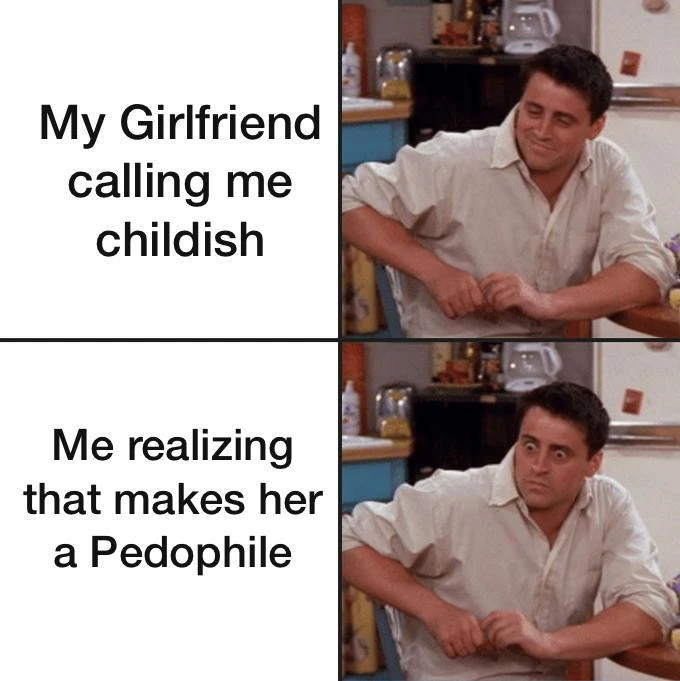 My Girlfriend
calling me
childish
Me realizing
that makes her
a Pedophile